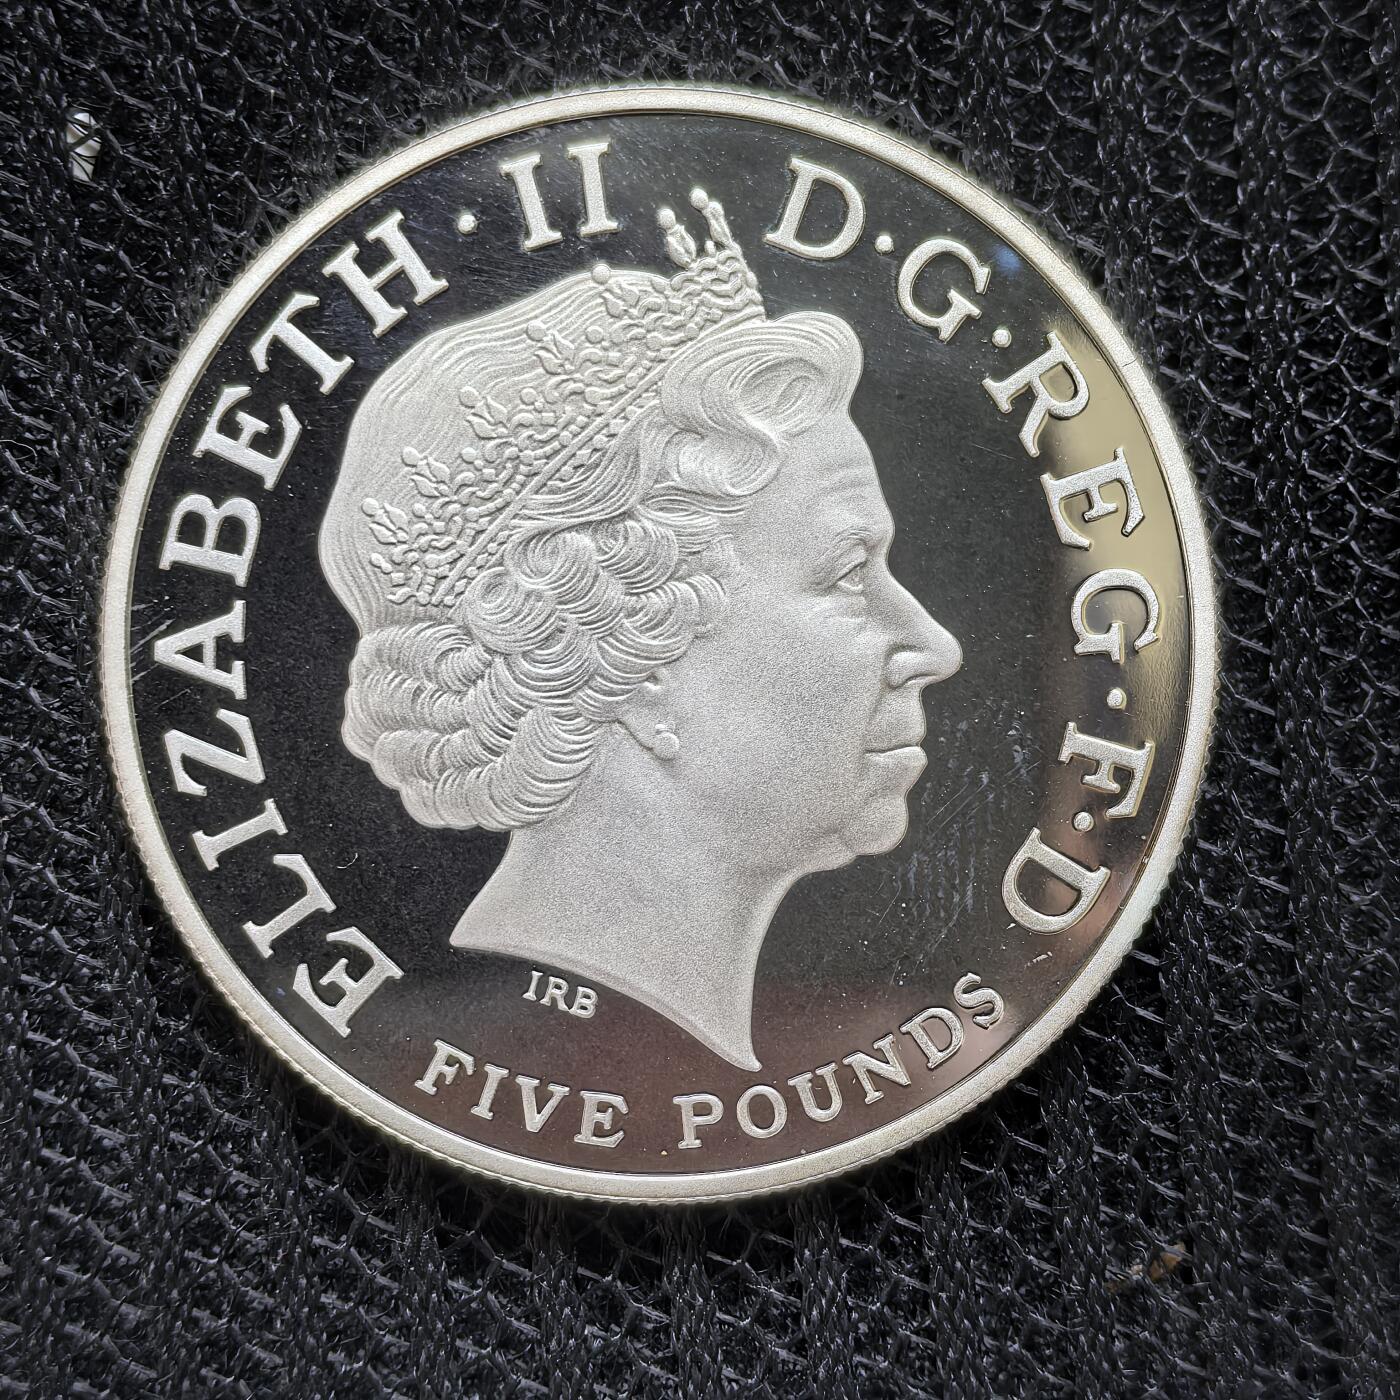 ELIZABETH · II D · G · REG · F · D
IRB
FIVE POUNDS